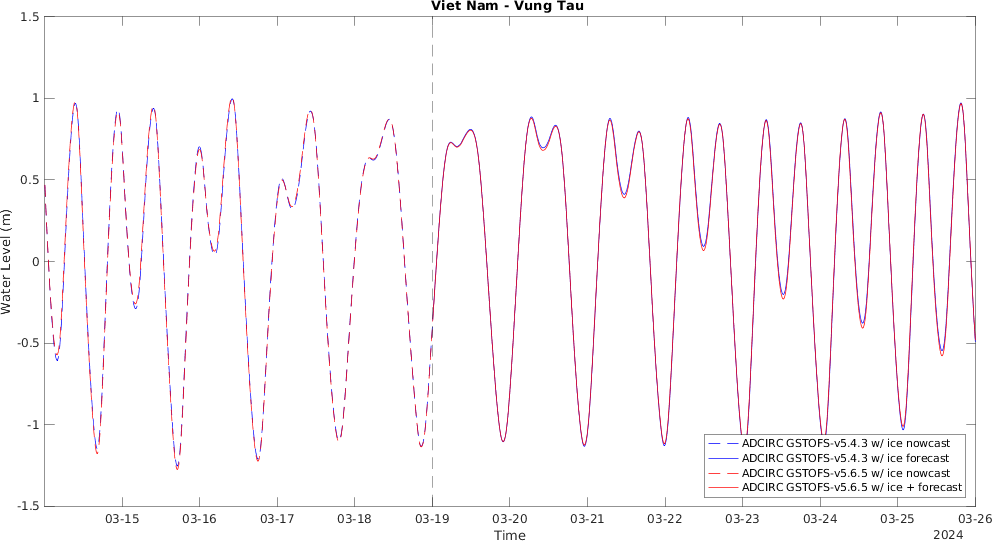 Viet Nam - Vung Tau
Water Level (m)
1.5
1
0.5
0
-0.5
-1
-1.5
ADCIRC GSTOFS-v5.4.3 w/ ice nowcast
ADCIRC GSTOFS-v5.4.3 w/ ice forecast
ADCIRC GSTOFS-v5.6.5 w/ ice nowcast
ADCIRC GSTOFS-v5.6.5 w/ ice + forecast
03-15 03-16 03-17 03-18 03-19 03-20 03-21 03-22 03-23 03-24 03-25 03-26
Time
2024